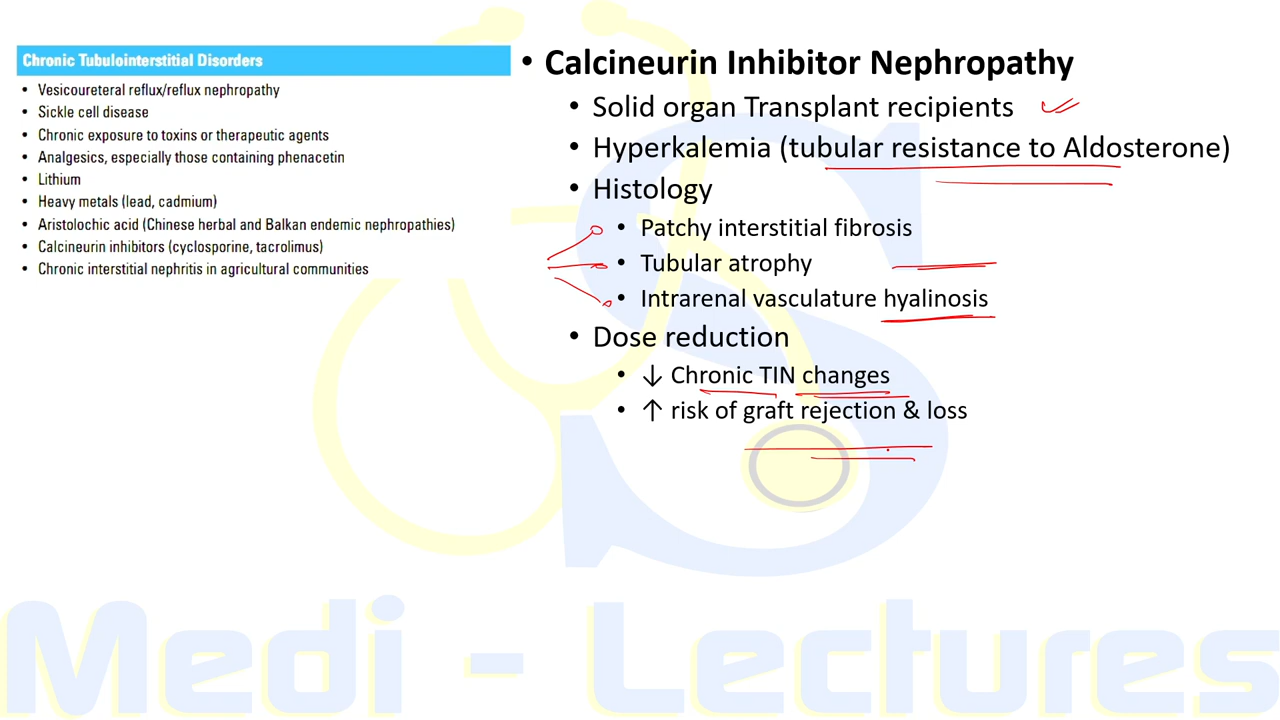 Chronic Tubulointerstitial Disorders
• Vesicoureteral reflux/reflux nephropathy
• Sickle cell disease
• Chronic exposure to toxins or therapeutic agents
• Analgesics, especially those containing phenacetin
• Lithium
• Heavy metals (lead, cadmium)
• Aristolochic acid (Chinese herbal and Balkan endemic nephropathies)
• Calcineurin inhibitors (cyclosporine, tacrolimus)
• Chronic interstitial nephritis in agricultural communities
• Calcineurin Inhibitor Nephropathy
• Solid organ Transplant recipients
• Hyperkalemia (tubular resistance to Aldosterone)
• Histology
• Patchy interstitial fibrosis
• Tubular atrophy
• Intrarenal vasculature hyalinosis
• Dose reduction
• ↓ Chronic TIN changes
• ↑ risk of graft rejection & loss
Medi - Lectures